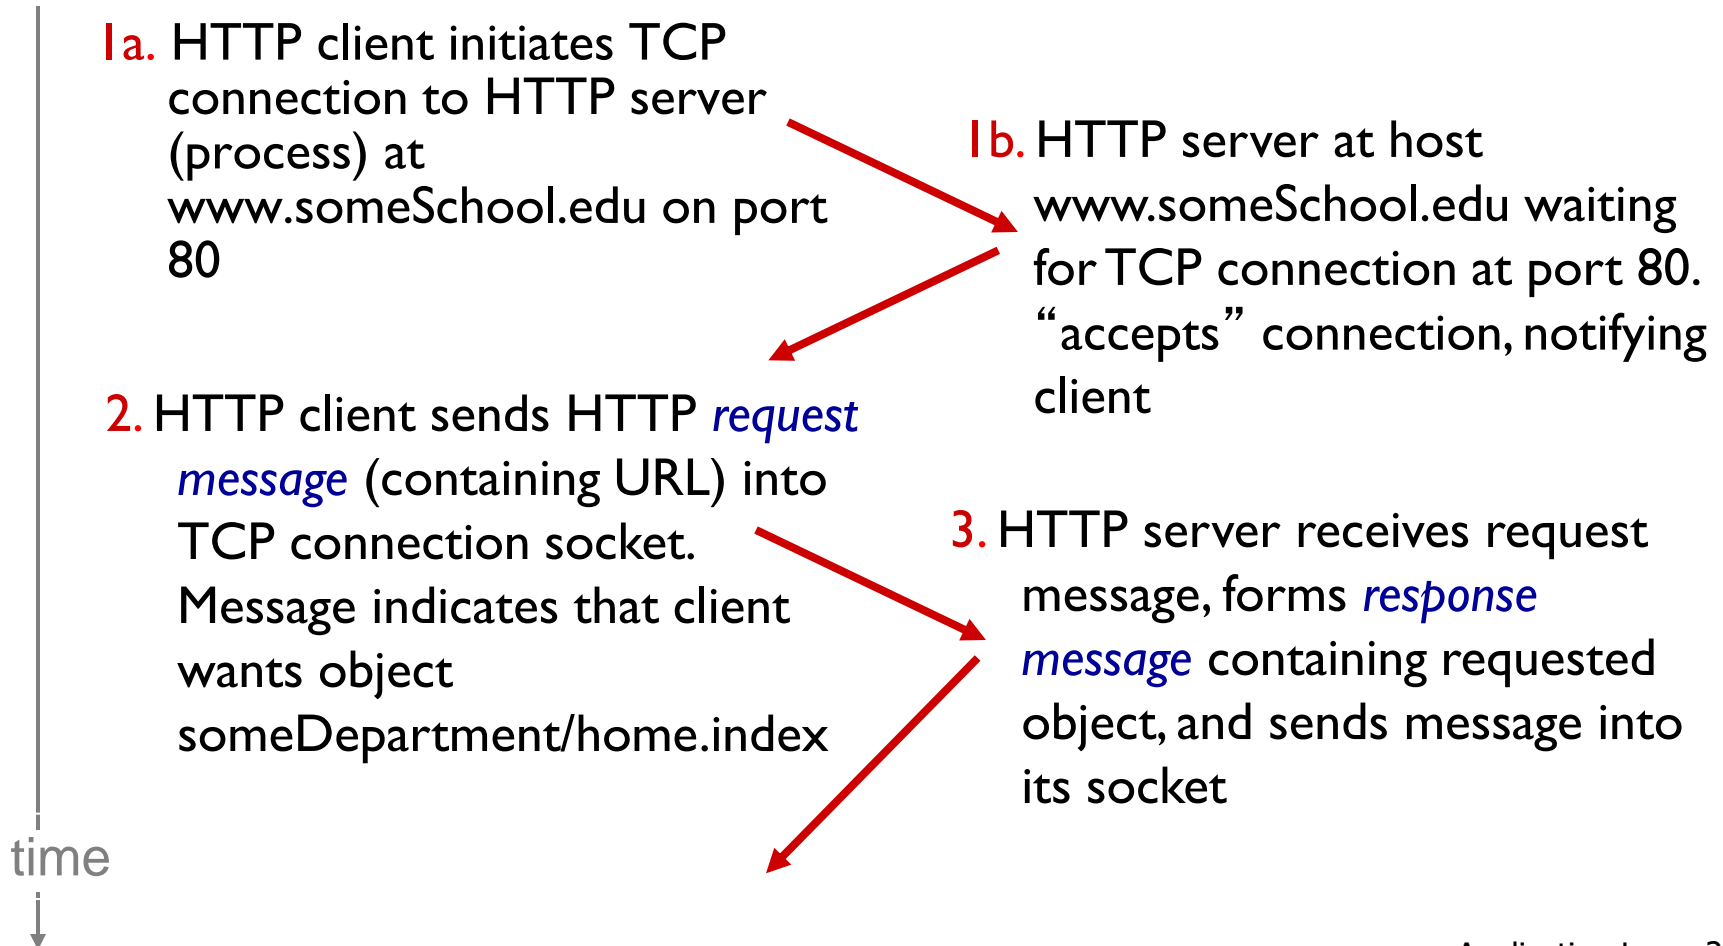 1a. HTTP client initiates TCP
connection to HTTP server
(process) at
www.someSchool.edu on port
80
1b. HTTP server at host
www.someSchool.edu waiting
for TCP connection at port 80.
“accepts” connection, notifying
client
2. HTTP client sends HTTP request
message (containing URL) into
TCP connection socket.
Message indicates that client
wants object
someDepartment/home.index
3. HTTP server receives request
message, forms response
message containing requested
object, and sends message into
its socket
time